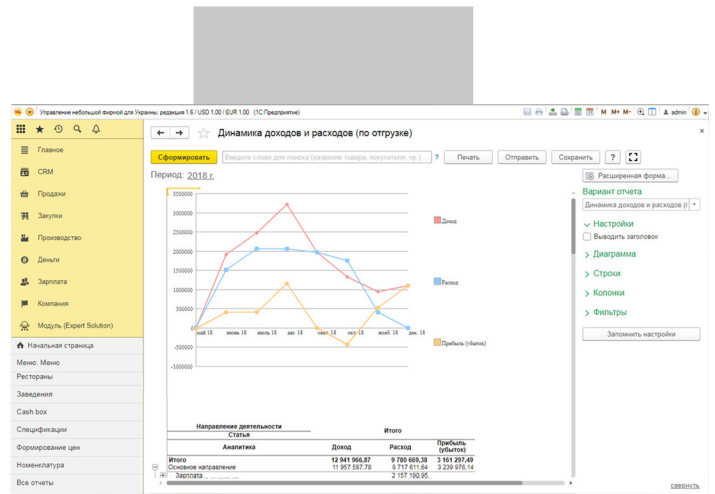 Управление небольшой фирмой для Украины, редакция 1.6 / USD 1.00 / EUR 1.00 (1С:Предприятие)
M M+ M-
admin
Главное
CRM
Продажи
Закупки
Производство
Деньги
Зарплата
Компания
Модуль (Expert Solution)
Начальная страница
Меню: Меню
Рестораны
Заведения
Cash box
Спецификации
Формирование цен
Номенклатура
Все отчеты
Динамика доходов и расходов (по отгрузке)
Сформировать
Введите слово для поиска (название товара, покупателя, пр.) ...
?
Печать
Отправить
Сохранить
?
Период: 2018 г.
3500000
3000000
2500000
2000000
1500000
1000000
500000
0
-500000
-1000000
май 18 июнь 18 июль 18 авг. 18 сент. 18 окт. 18 нояб. 18 дек. 18
Доход
Расход
Прибыль (убыток)
Направление деятельности
Итого
Статья
Аналитика Доход Расход Прибыль (убыток)
Итого 12 941 966,87 9 780 669,38 3 161 297,49
Основное направление 11 957 587,78 8 717 611,64 3 239 976,14
Зарплата 2 157 190,95
Расширенная форма...
Вариант отчета
Динамика доходов и расходов (г
Настройки
Выводить заголовок
Диаграмма
Строки
Колонки
Фильтры
Запомнить настройки
свернуть